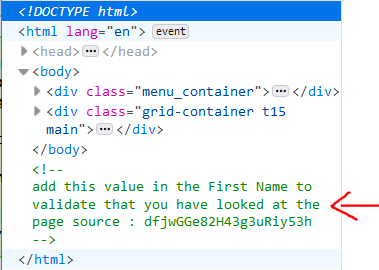 <!DOCTYPE html>
<html lang="en"> event
<head> ... </head>
<body>
<div class="menu_container"> ... </div>
<div class="grid-container t15
main"> ... </div>
</body>
<!--
add this value in the First Name to
validate that you have looked at the
page source : dfjwGGe82H43g3uRiy53h
-->
</html>